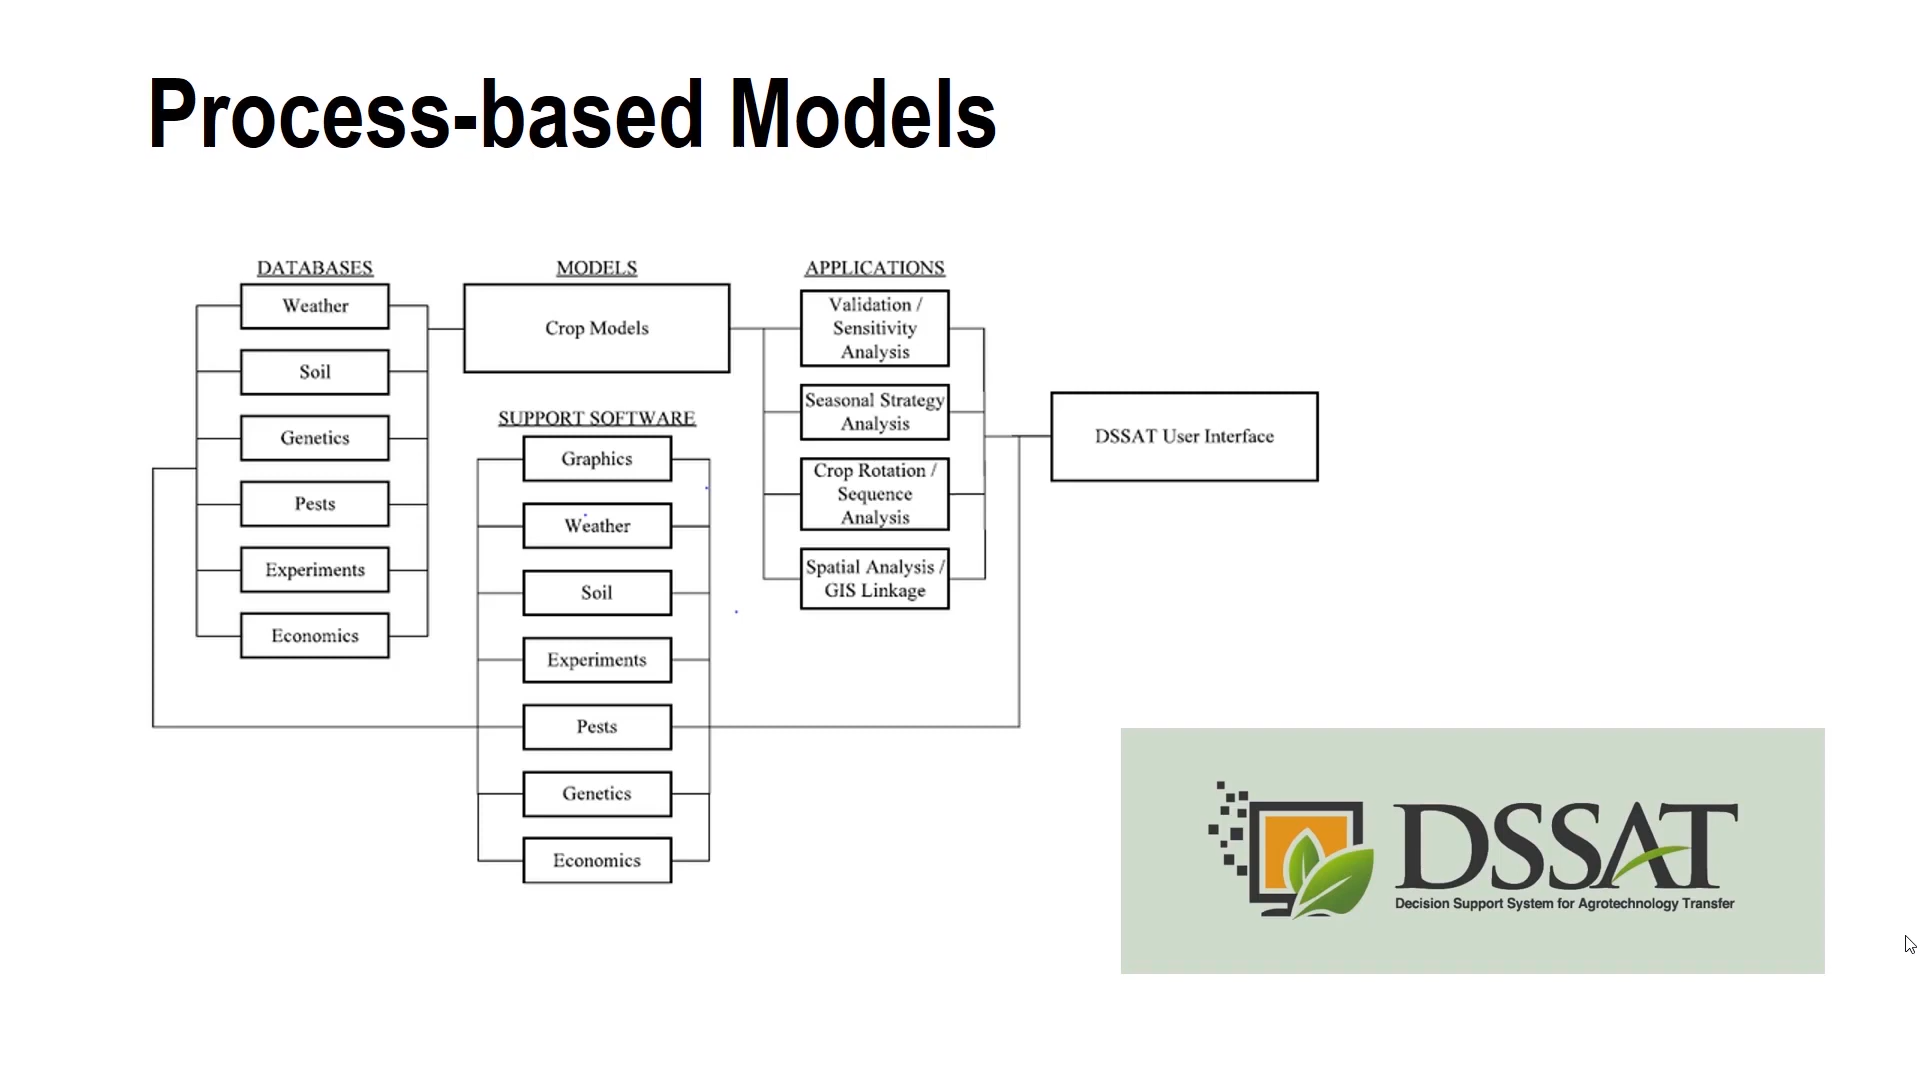 Process-based Models
DATABASES
Weather
Soil
Genetics
Pests
Experiments
Economics
MODELS
Crop Models
SUPPORT SOFTWARE
Graphics
Weather
Soil
Experiments
Pests
Genetics
Economics
APPLICATIONS
Validation /
Sensitivity
Analysis
Seasonal Strategy
Analysis
Crop Rotation /
Sequence
Analysis
Spatial Analysis /
GIS Linkage
DSSAT User Interface
DSSAT
Decision Support System for Agrotechnology Transfer